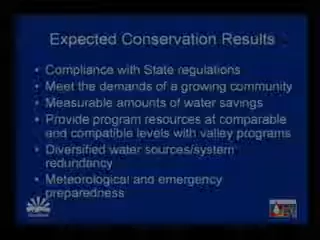 Expected Conservation Results
• Compliance with State regulations
• Meet the demands of a growing community
• Measurable amounts of water savings
• Provide program resources at comparable
and compatible levels with valley programs
• Diversified water sources/system
redundancy
• Meteorological and emergency
preparedness